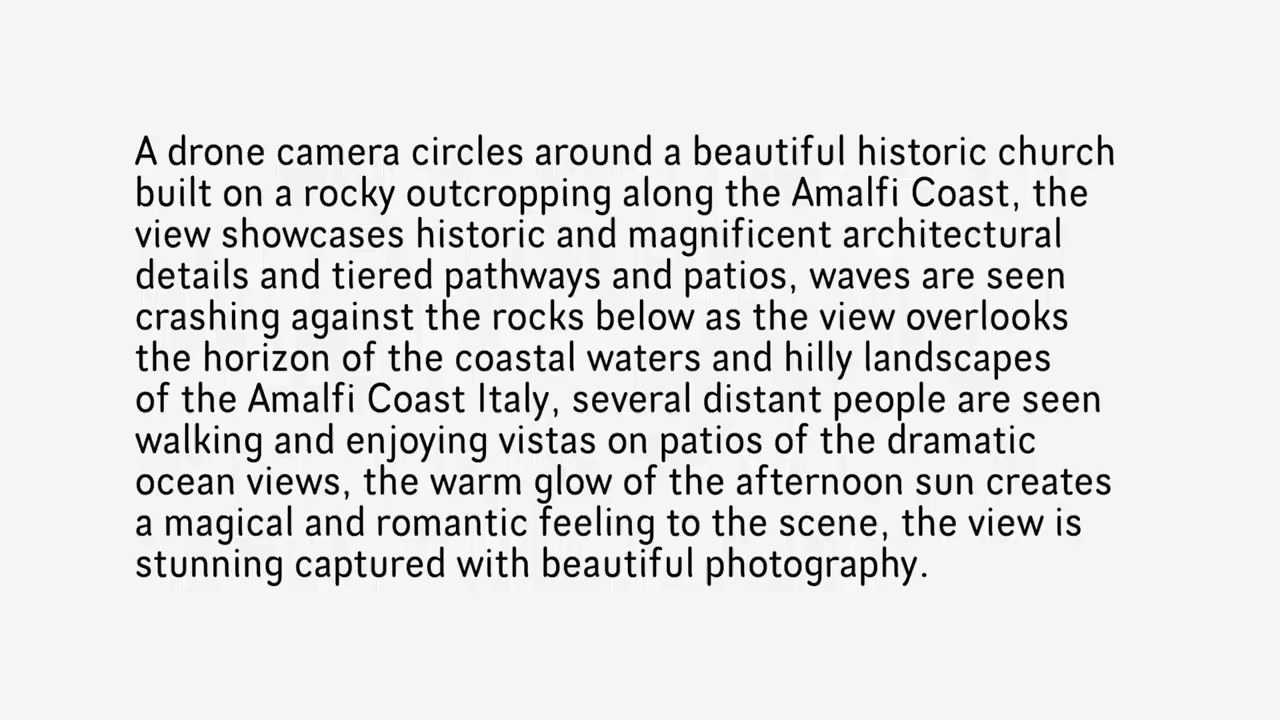 A drone camera circles around a beautiful historic church
built on a rocky outcropping along the Amalfi Coast, the
view showcases historic and magnificent architectural
details and tiered pathways and patios, waves are seen
crashing against the rocks below as the view overlooks
the horizon of the coastal waters and hilly landscapes
of the Amalfi Coast Italy, several distant people are seen
walking and enjoying vistas on patios of the dramatic
ocean views, the warm glow of the afternoon sun creates
a magical and romantic feeling to the scene, the view is
stunning captured with beautiful photography.